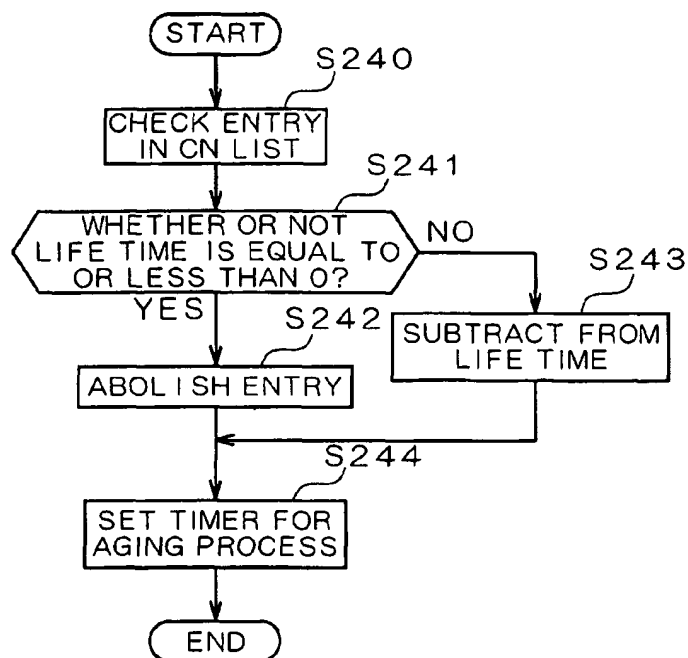 START
S240
CHECK ENTRY
IN CN LIST
S241
WHETHER OR NOT
LIFE TIME IS EQUAL TO
OR LESS THAN 0?
NO
YES
S243
SUBTRACT FROM
LIFE TIME
S242
ABOLISH ENTRY
S244
SET TIMER FOR
AGING PROCESS
END